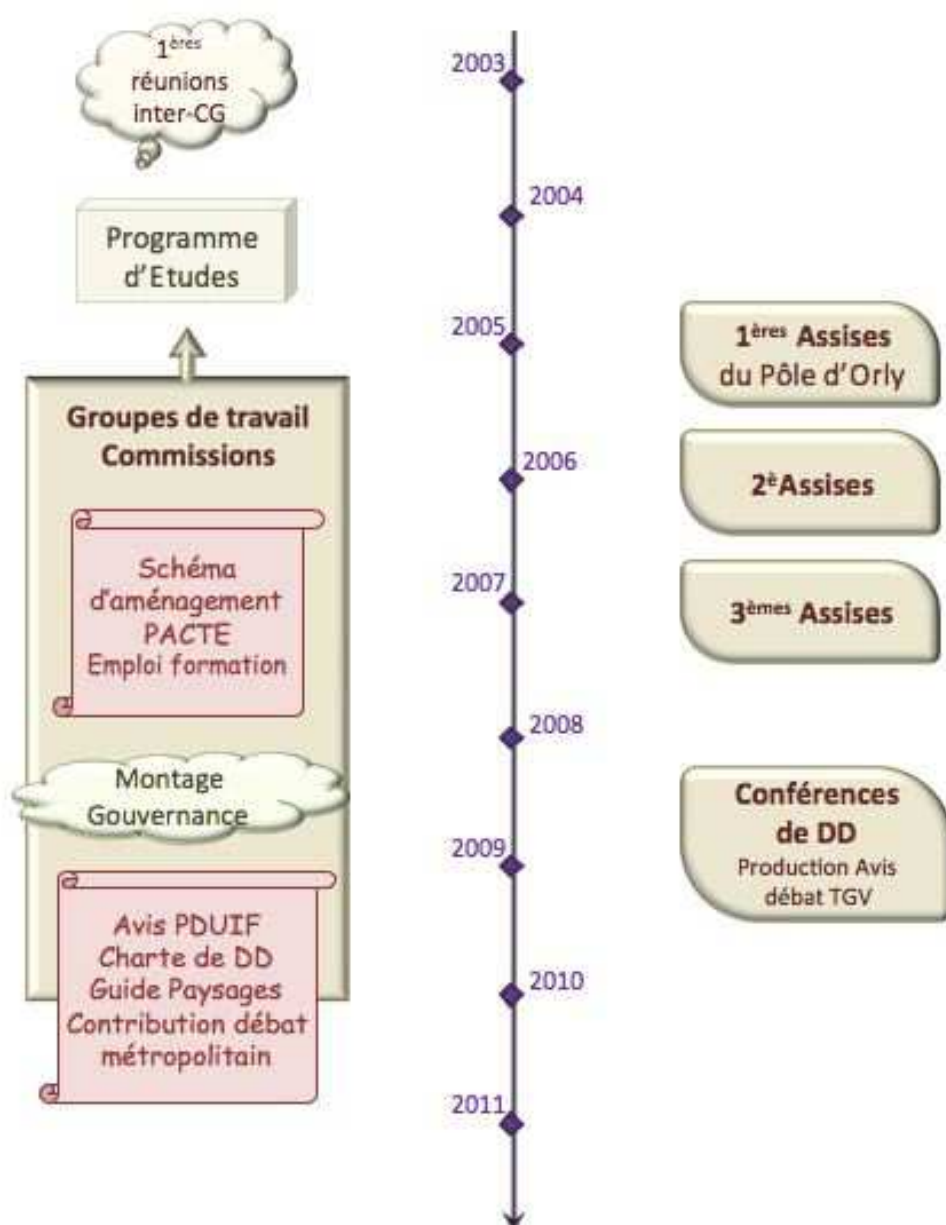 1ères
réunions
inter-CG
Programme
d'Etudes
Groupes de travail
Commissions
Schéma
d'aménagement
PACTE
Emploi formation
Montage
Gouvernance
Avis PDUIF
Charte de DD
Guide Paysages
Contribution débat
métropolitain
2003
2004
2005
2006
2007
2008
2009
2010
2011
1ères Assises
du Pôle d'Orly
2èAssises
3èmes Assises
Conférences
de DD
Production Avis
débat TGV